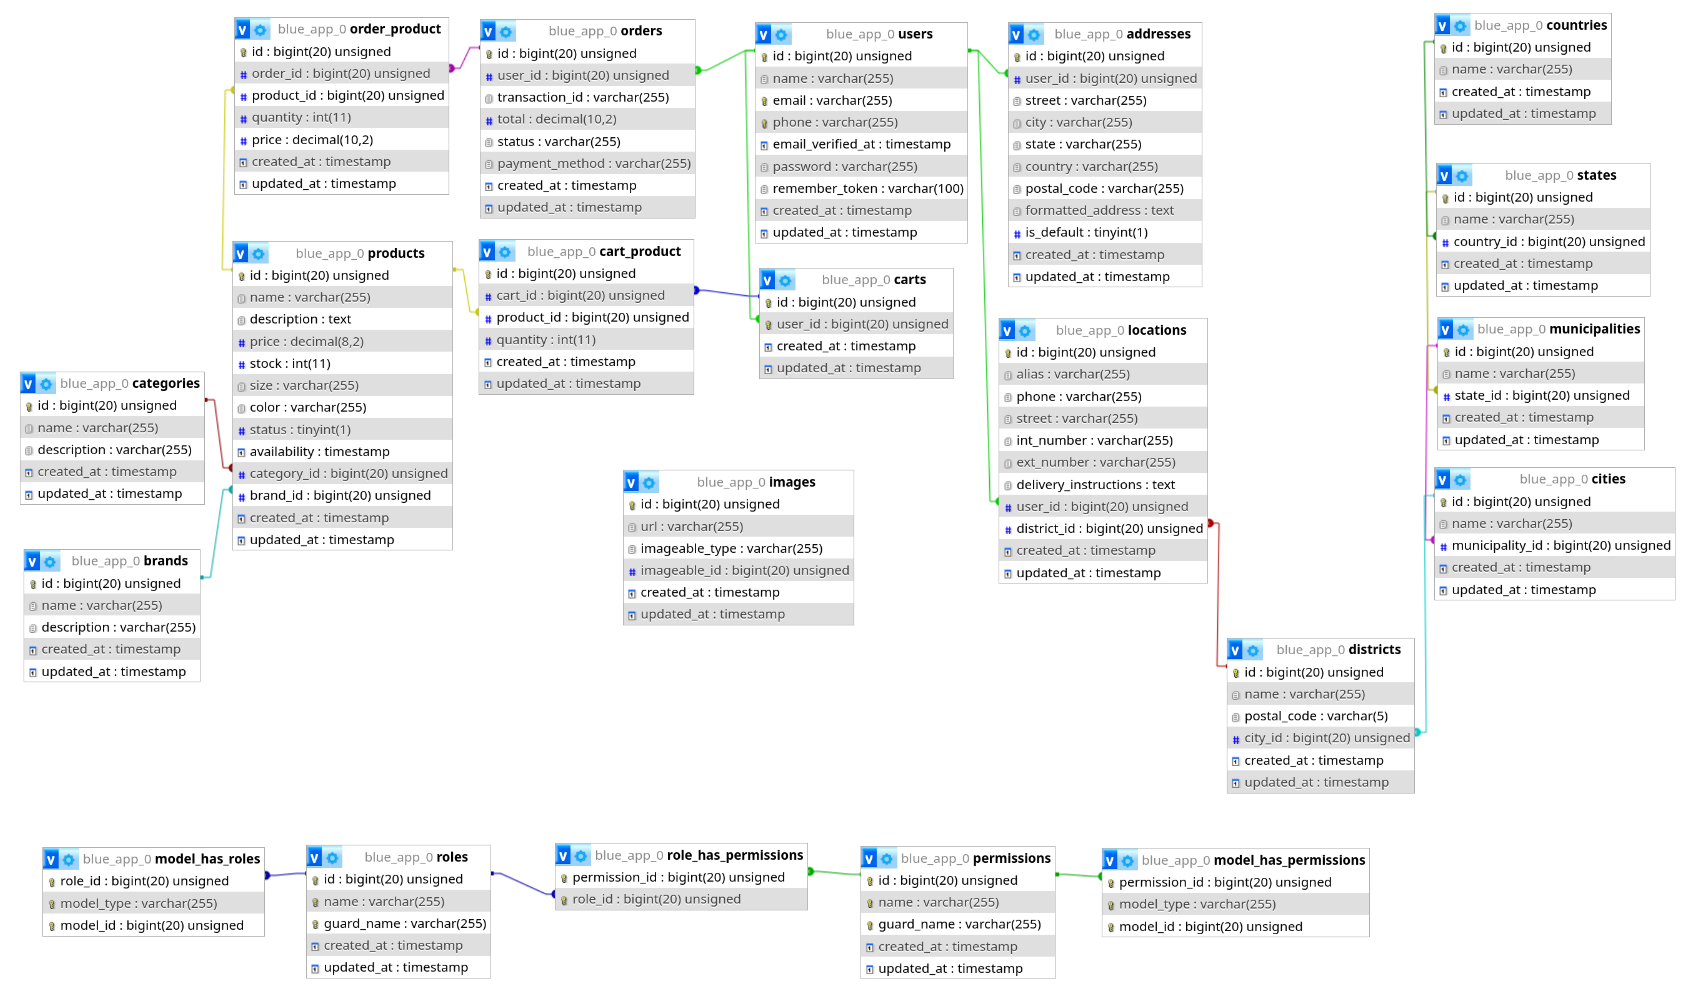 blue_app_0 order_product
id : bigint(20) unsigned
order_id : bigint(20) unsigned
product_id : bigint(20) unsigned
quantity : int(11)
price : decimal(10,2)
created_at : timestamp
updated_at : timestamp
blue_app_0 orders
id : bigint(20) unsigned
user_id : bigint(20) unsigned
transaction_id : varchar(255)
total : decimal(10,2)
status : varchar(255)
payment_method : varchar(255)
created_at : timestamp
updated_at : timestamp
blue_app_0 users
id : bigint(20) unsigned
name : varchar(255)
email : varchar(255)
phone : varchar(255)
email_verified_at : timestamp
password : varchar(255)
remember_token : varchar(100)
created_at : timestamp
updated_at : timestamp
blue_app_0 addresses
id : bigint(20) unsigned
user_id : bigint(20) unsigned
street : varchar(255)
city : varchar(255)
state : varchar(255)
country : varchar(255)
postal_code : varchar(255)
formatted_address : text
is_default : tinyint(1)
created_at : timestamp
updated_at : timestamp
blue_app_0 countries
id : bigint(20) unsigned
name : varchar(255)
created_at : timestamp
updated_at : timestamp
blue_app_0 states
id : bigint(20) unsigned
name : varchar(255)
country_id : bigint(20) unsigned
created_at : timestamp
updated_at : timestamp
blue_app_0 products
id : bigint(20) unsigned
name : varchar(255)
description : text
price : decimal(8,2)
stock : int(11)
size : varchar(255)
color : varchar(255)
status : tinyint(1)
availability : timestamp
category_id : bigint(20) unsigned
brand_id : bigint(20) unsigned
created_at : timestamp
updated_at : timestamp
blue_app_0 cart_product
id : bigint(20) unsigned
cart_id : bigint(20) unsigned
product_id : bigint(20) unsigned
quantity : int(11)
created_at : timestamp
updated_at : timestamp
blue_app_0 carts
id : bigint(20) unsigned
user_id : bigint(20) unsigned
created_at : timestamp
updated_at : timestamp
blue_app_0 locations
id : bigint(20) unsigned
alias : varchar(255)
phone : varchar(255)
street : varchar(255)
int_number : varchar(255)
ext_number : varchar(255)
delivery_instructions : text
user_id : bigint(20) unsigned
district_id : bigint(20) unsigned
created_at : timestamp
updated_at : timestamp
blue_app_0 municipalities
id : bigint(20) unsigned
name : varchar(255)
state_id : bigint(20) unsigned
created_at : timestamp
updated_at : timestamp
blue_app_0 categories
id : bigint(20) unsigned
name : varchar(255)
description : varchar(255)
created_at : timestamp
updated_at : timestamp
blue_app_0 images
id : bigint(20) unsigned
url : varchar(255)
imageable_type : varchar(255)
imageable_id : bigint(20) unsigned
created_at : timestamp
updated_at : timestamp
blue_app_0 cities
id : bigint(20) unsigned
name : varchar(255)
municipality_id : bigint(20) unsigned
created_at : timestamp
updated_at : timestamp
blue_app_0 brands
id : bigint(20) unsigned
name : varchar(255)
description : varchar(255)
created_at : timestamp
updated_at : timestamp
blue_app_0 districts
id : bigint(20) unsigned
name : varchar(255)
postal_code : varchar(5)
city_id : bigint(20) unsigned
created_at : timestamp
updated_at : timestamp
blue_app_0 model_has_roles
role_id : bigint(20) unsigned
model_type : varchar(255)
model_id : bigint(20) unsigned
blue_app_0 roles
id : bigint(20) unsigned
name : varchar(255)
guard_name : varchar(255)
created_at : timestamp
updated_at : timestamp
blue_app_0 role_has_permissions
permission_id : bigint(20) unsigned
role_id : bigint(20) unsigned
blue_app_0 permissions
id : bigint(20) unsigned
name : varchar(255)
guard_name : varchar(255)
created_at : timestamp
updated_at : timestamp
blue_app_0 model_has_permissions
permission_id : bigint(20) unsigned
model_type : varchar(255)
model_id : bigint(20) unsigned